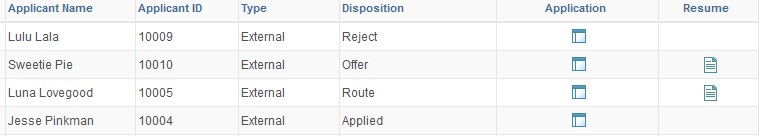 Applicant Name Applicant ID Type Disposition Application Resume
Lulu Lala 10009 External Reject
Sweetie Pie 10010 External Offer
Luna Lovegood 10005 External Route
Jesse Pinkman 10004 External Applied